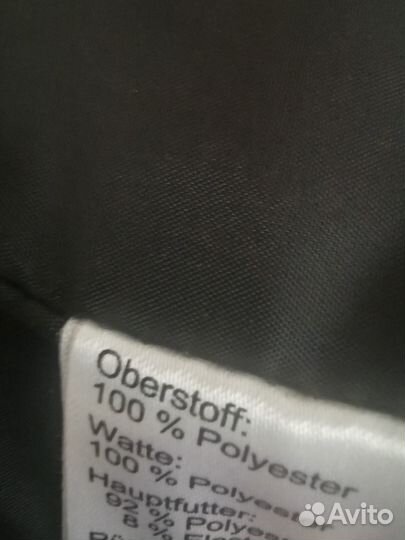 Oberstoff:
100 % Polyester
Watte:
100 % Polyester
Hauptfutter:
92 % Polyes
8 %
Avito